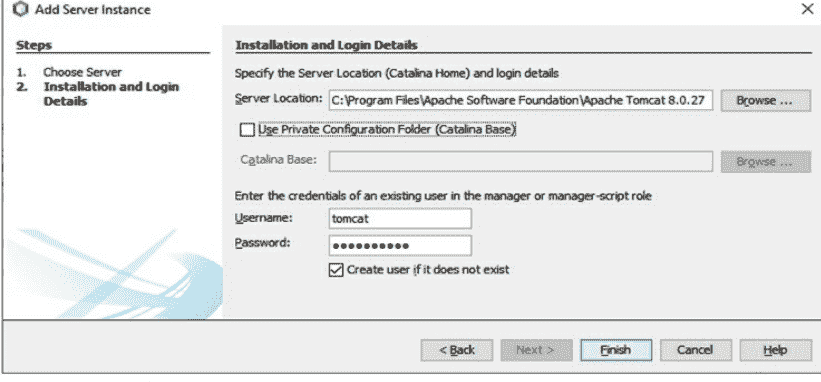 Add Server Instance
Steps
1. Choose Server
2. Installation and Login
Details
Installation and Login Details
Specify the Server Location (Catalina Home) and login details
Server Location: C:\Program Files\Apache Software Foundation\Apache Tomcat 8.0.27 Browse ...
Use Private Configuration Folder (Catalina Base)
Catalina Base: Browse ...
Enter the credentials of an existing user in the manager or manager-script role
Username: tomcat
Password: ●●●●●●●●●●
Create user if it does not exist
< Back Next > Finish Cancel Help